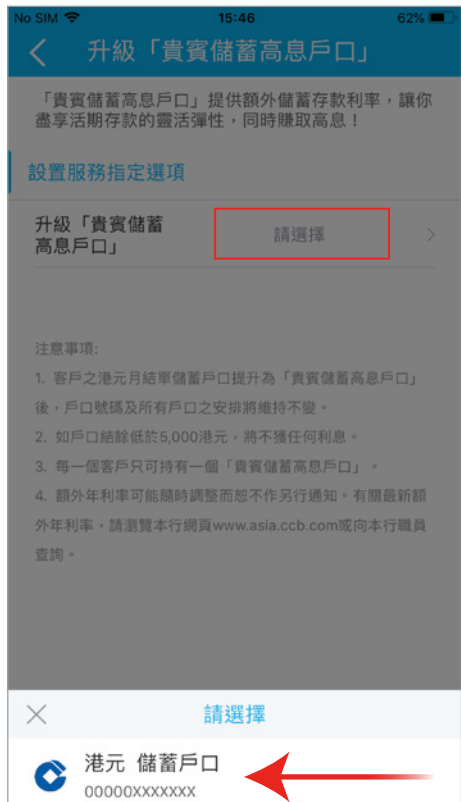 No SIM 15:46 62%
升級「貴賓儲蓄高息戶口」
「貴賓儲蓄高息戶口」提供額外儲蓄存款利率，讓你
盡享活期存款的靈活彈性，同時賺取高息！
設置服務指定選項
升級「貴賓儲蓄
高息戶口」
請選擇
注意事項:
1. 客戶之港元月結單儲蓄戶口提升為「貴賓儲蓄高息戶口」
後，戶口號碼及所有戶口之安排將維持不變。
2. 如戶口結餘低於5,000港元，將不獲任何利息。
3. 每一個客戶只可持有一個「貴賓儲蓄高息戶口」 。
4. 額外年利率可能隨時調整而恕不作另行通知。有關最新額
外年利率，請瀏覽本行網頁www.asia.ccb.com或向本行職員
查詢。
請選擇
港元 儲蓄戶口
00000XXXXXXX